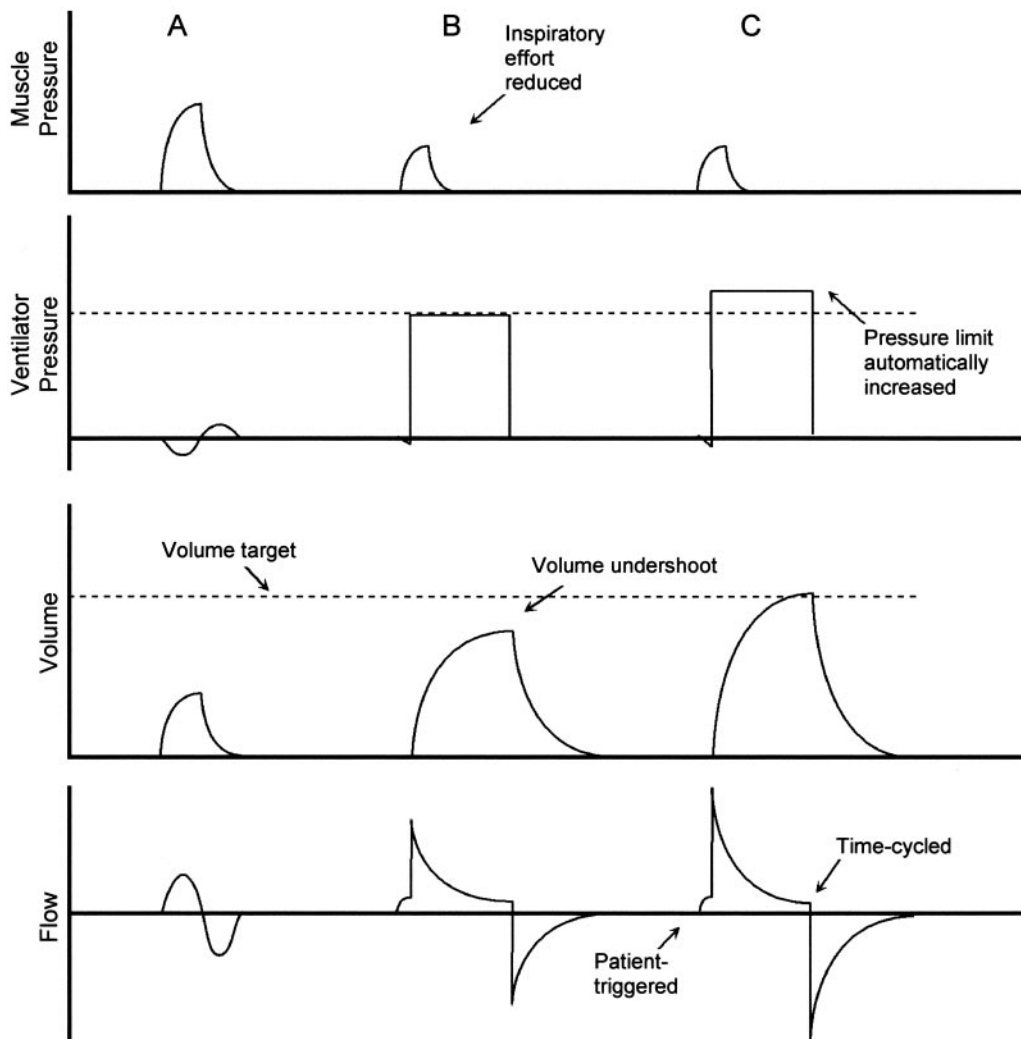 A
B
C
Inspiratory
effort
reduced
Muscle
Pressure
Ventilator
Pressure
Pressure limit
automatically
increased
Volume target
Volume undershoot
Volume
Time-cycled
Flow
Patient-
triggered